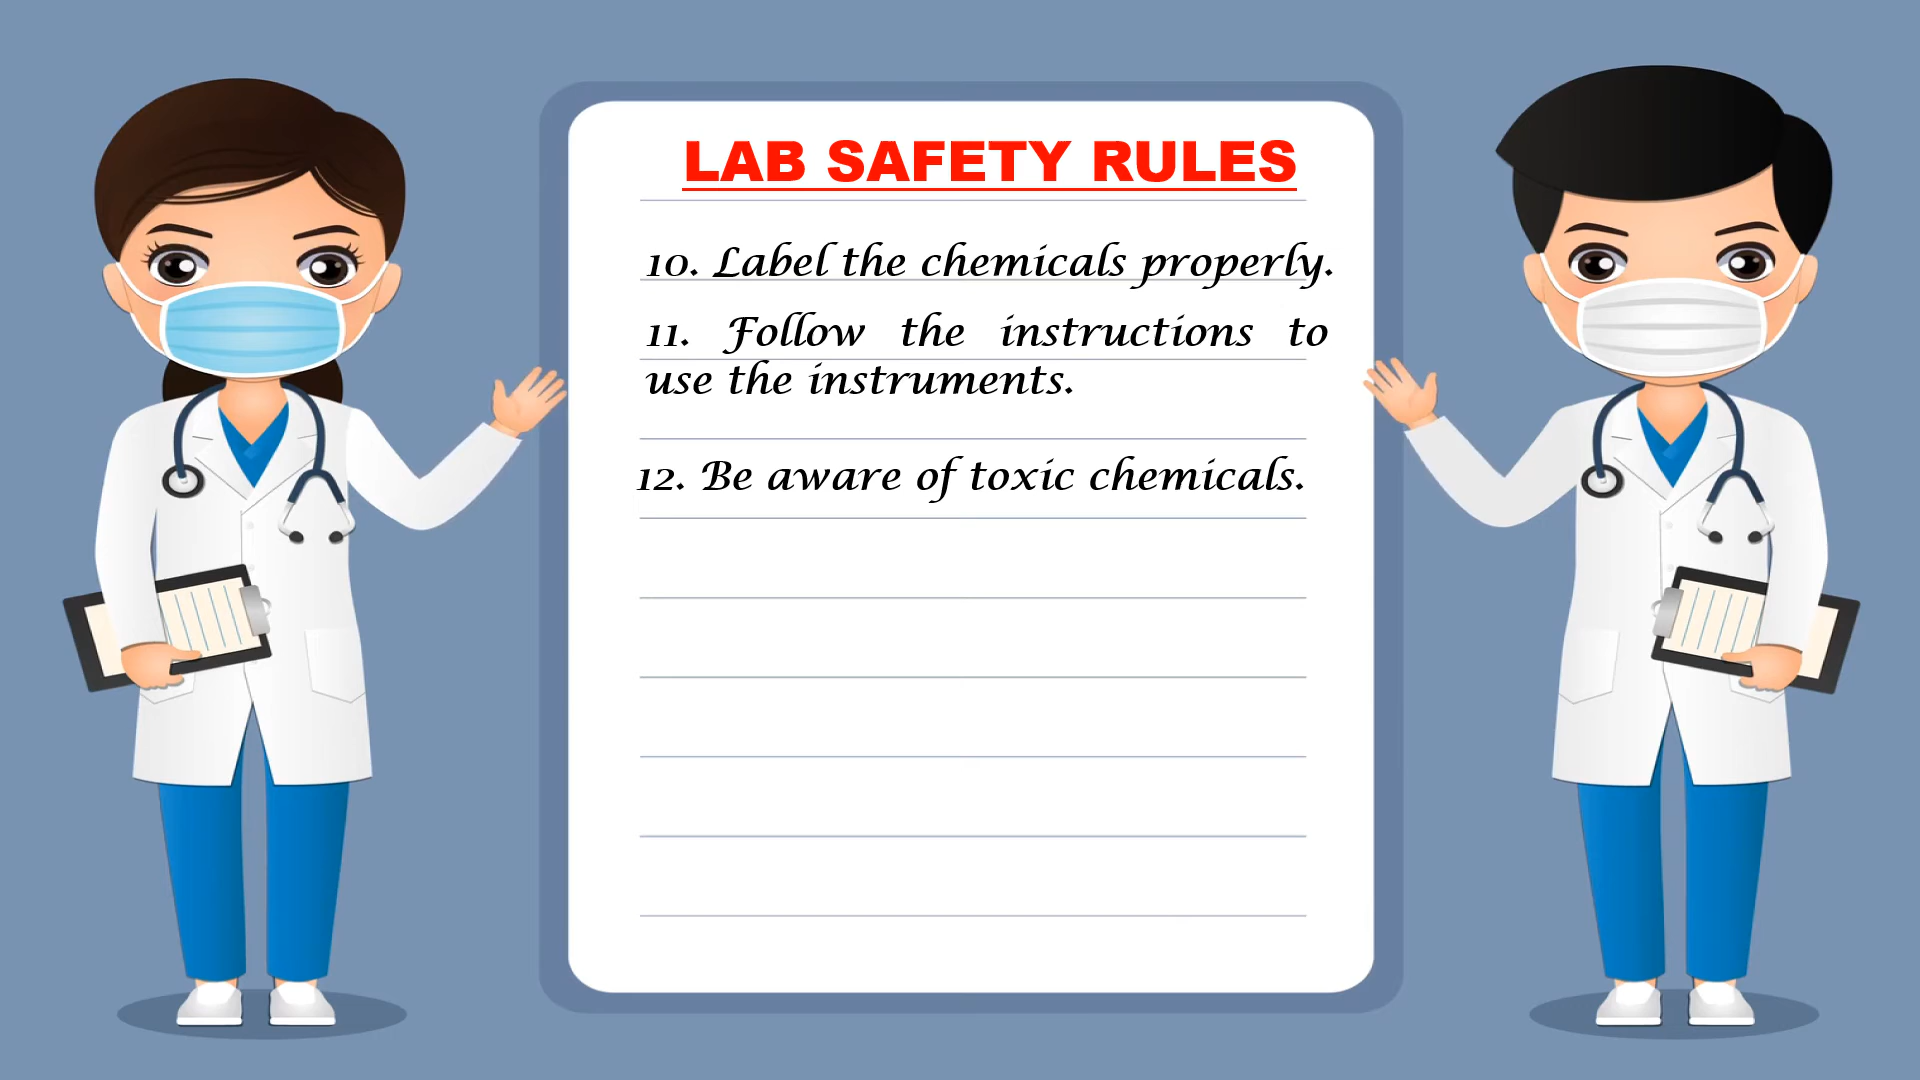 LAB SAFETY RULES
10. Label the chemicals properly.
11. Follow the instructions to
use the instruments.
12. Be aware of toxic chemicals.